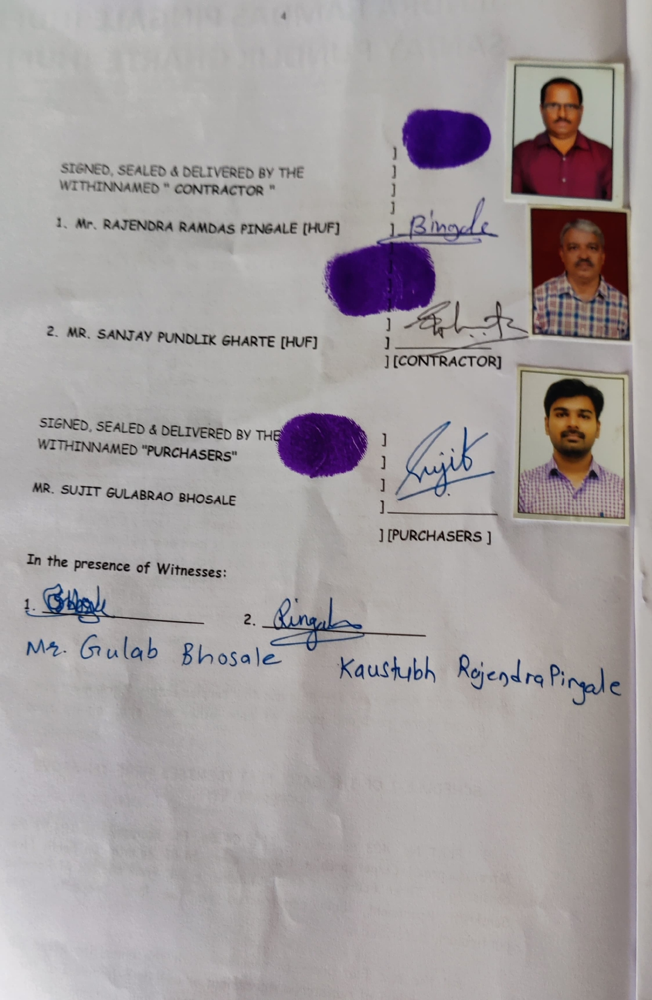 4
SIGNED, SEALED & DELIVERED BY THE ]
WITHINNAMED " CONTRACTOR " ]
]
]
1. Mr. RAJENDRA RAMDAS PINGALE [HUF] ] Pingale
2. MR. SANJAY PUNDLIK GHARTE [HUF] ]
]
] [CONTRACTOR]
SIGNED, SEALED & DELIVERED BY THE ]
WITHINNAMED "PURCHASERS" ] Sujit
]
MR. SUJIT GULABRAO BHOSALE ]
] [PURCHASERS ]
In the presence of Witnesses:
1. 2. Pingale
Mr. Gulab Bhosale
Kaustubh Rajendra Pingale